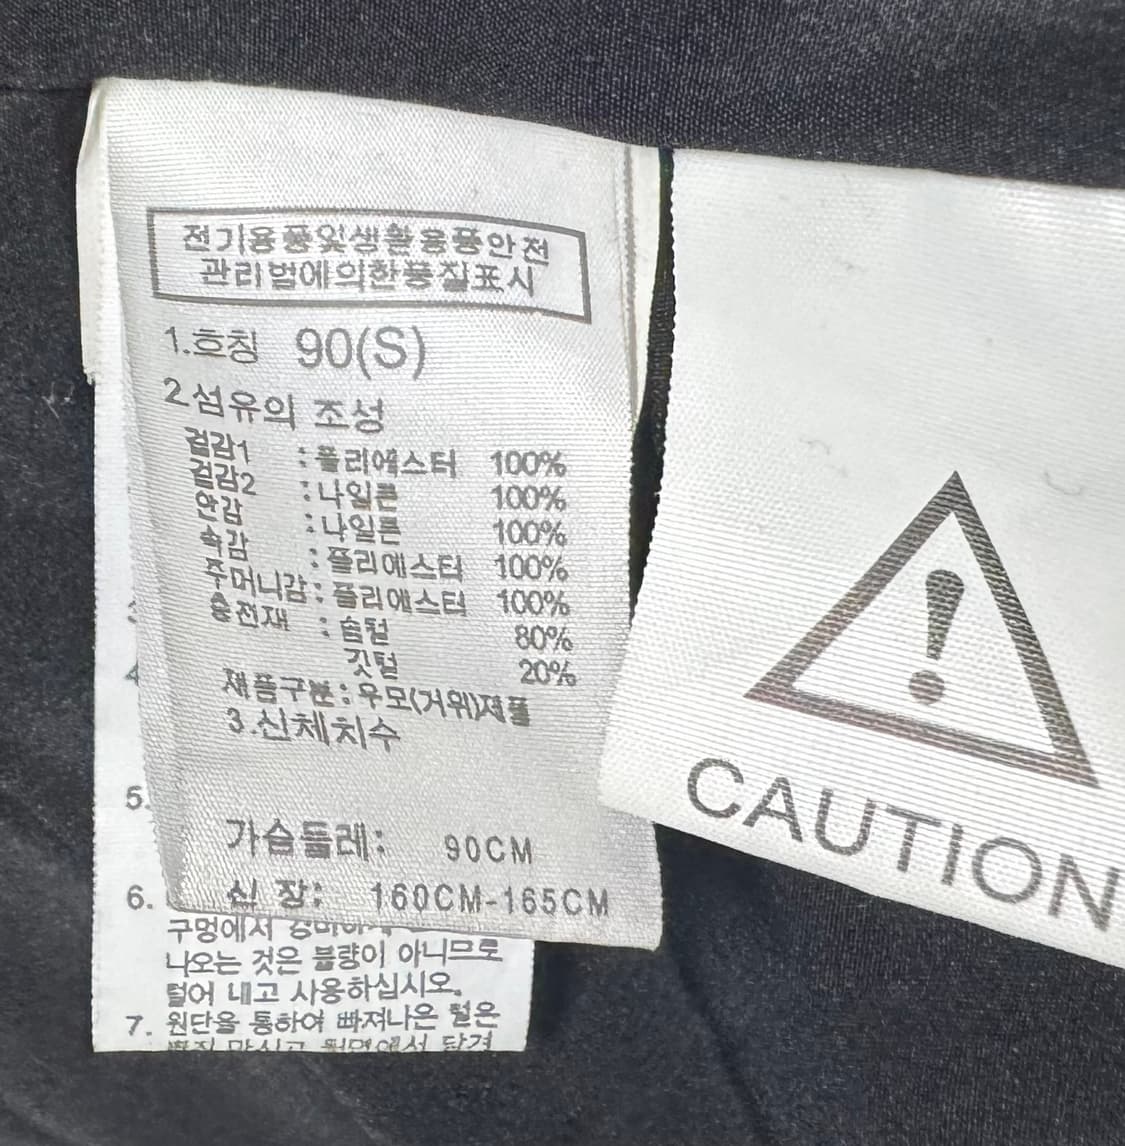 전기용품및생활용품안전
관리법에의한품질표시
1.호칭 90(S)
2.섬유의 조성
겉감1 : 폴리에스터 100%
겉감2 : 나일론 100%
안감 : 나일론 100%
속감 : 폴리에스터 100%
주머니감 : 폴리에스터 100%
충전재 : 솜털 80%
깃털 20%
제품구분 : 우모(거위)제품
3.신체치수
가슴둘레: 90CM
신 장: 160CM-165CM
5.
6.
구멍에서
나오는 것은 불량이 아니므로
털어 내고 사용하십시오.
7. 원단을 통하여 빠져나온 털은
CAUTION